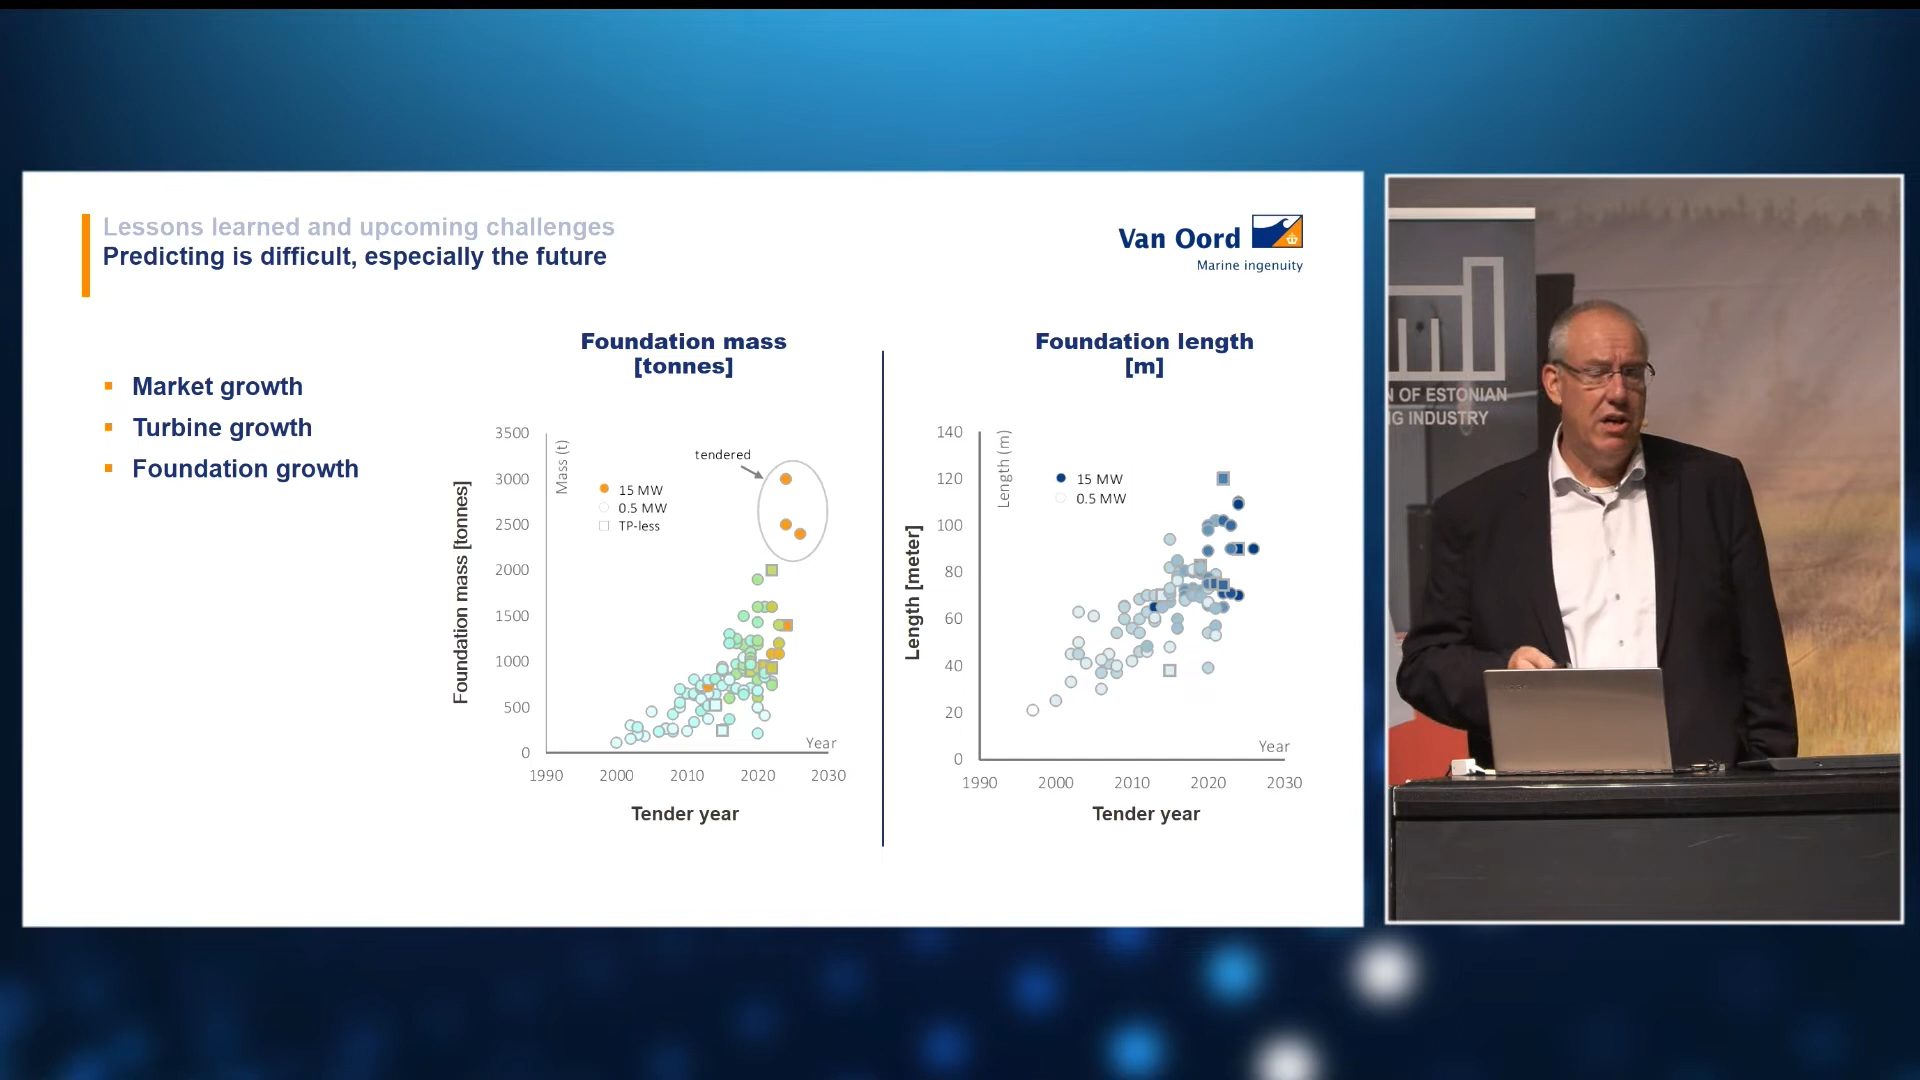 Lessons learned and upcoming challenges
Predicting is difficult, especially the future
Van Oord
Marine ingenuity
Market growth
Turbine growth
Foundation growth
Foundation mass
[tonnes]
Foundation mass [tonnes]
Mass (t)
3500
3000
2500
2000
1500
1000
500
0
tendered
15 MW
0.5 MW
TP-less
Year
1990 2000 2010 2020 2030
Tender year
Foundation length
[m]
Length [meter]
Length (m)
140
120
100
80
60
40
20
0
15 MW
0.5 MW
Year
1990 2000 2010 2020 2030
Tender year
N OF ESTONIAN
G INDUSTRY